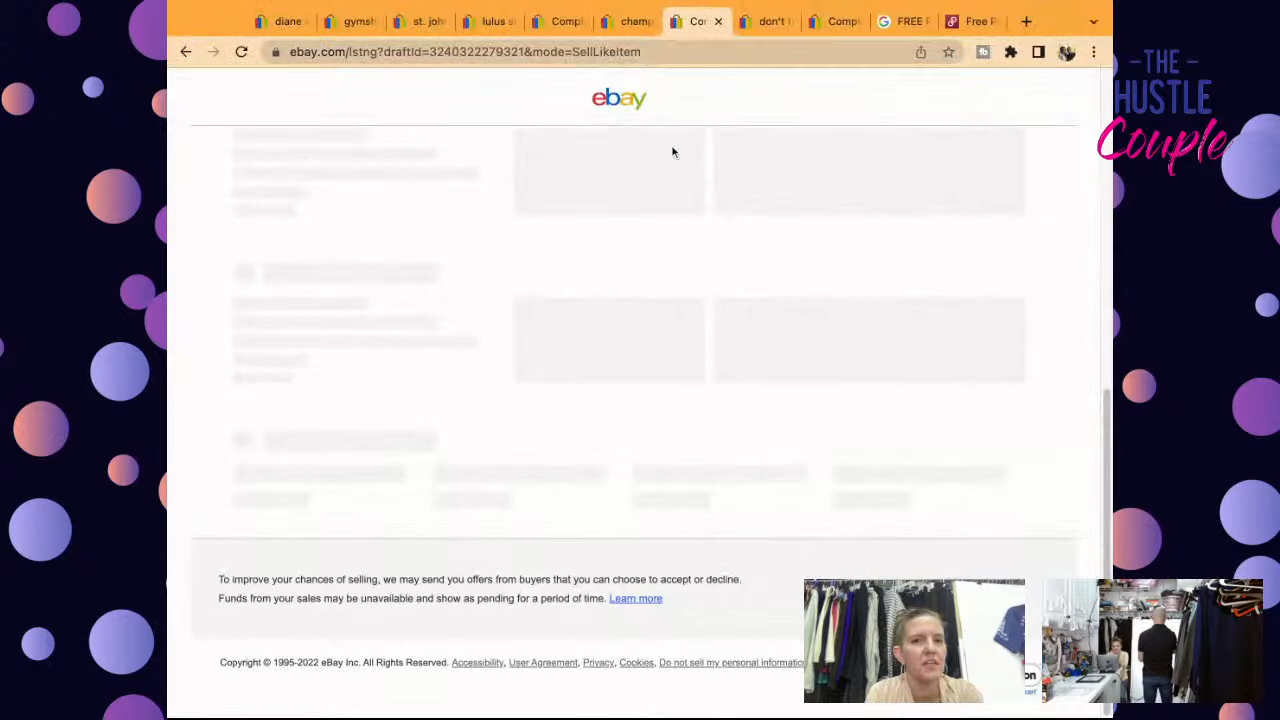 diane
gymsh
st. john
lulus s
Compl
champ
Cor
don't
Comp
FREE P
Free P
ebay.com/lstng?draftId=3240322279321&mode=SellLikeItem
-THE-
HUSTLE
Couple
ebay
To improve your chances of selling, we may send you offers from buyers that you can choose to accept or decline.
Funds from your sales may be unavailable and show as pending for a period of time. Learn more
Copyright © 1995-2022 eBay Inc. All Rights Reserved. Accessibility, User Agreement, Privacy, Cookies, Do not sell my personal informatio
on